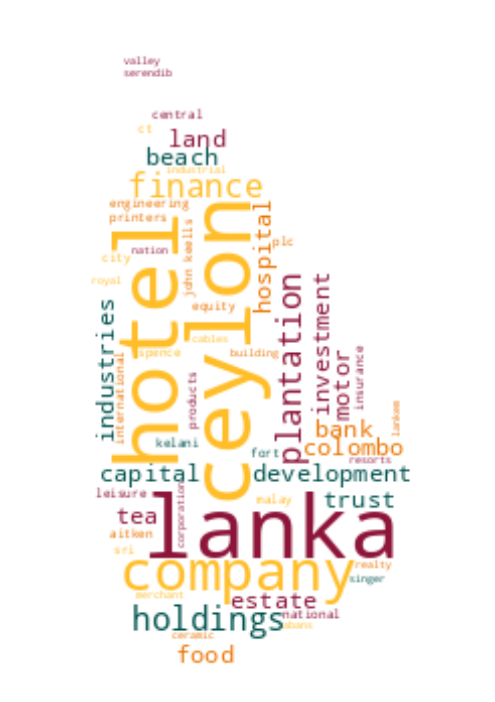 valley
serendib
central
ct
land
beach
industrial
finance
engineering
printers
hotel
ceylon
hospital
john keells
nation
plc
city
royal
equity
industries
international
plantation
investment
motor
insurance
cables
spence
building
products
lankem
bank
colombo
kelani
fort
resorts
capital
development
leisure
corporation
malay
trust
tea
lanka
aitken
sri
company
realty
singer
merchant
estate
holdings
national
abans
ceramic
food